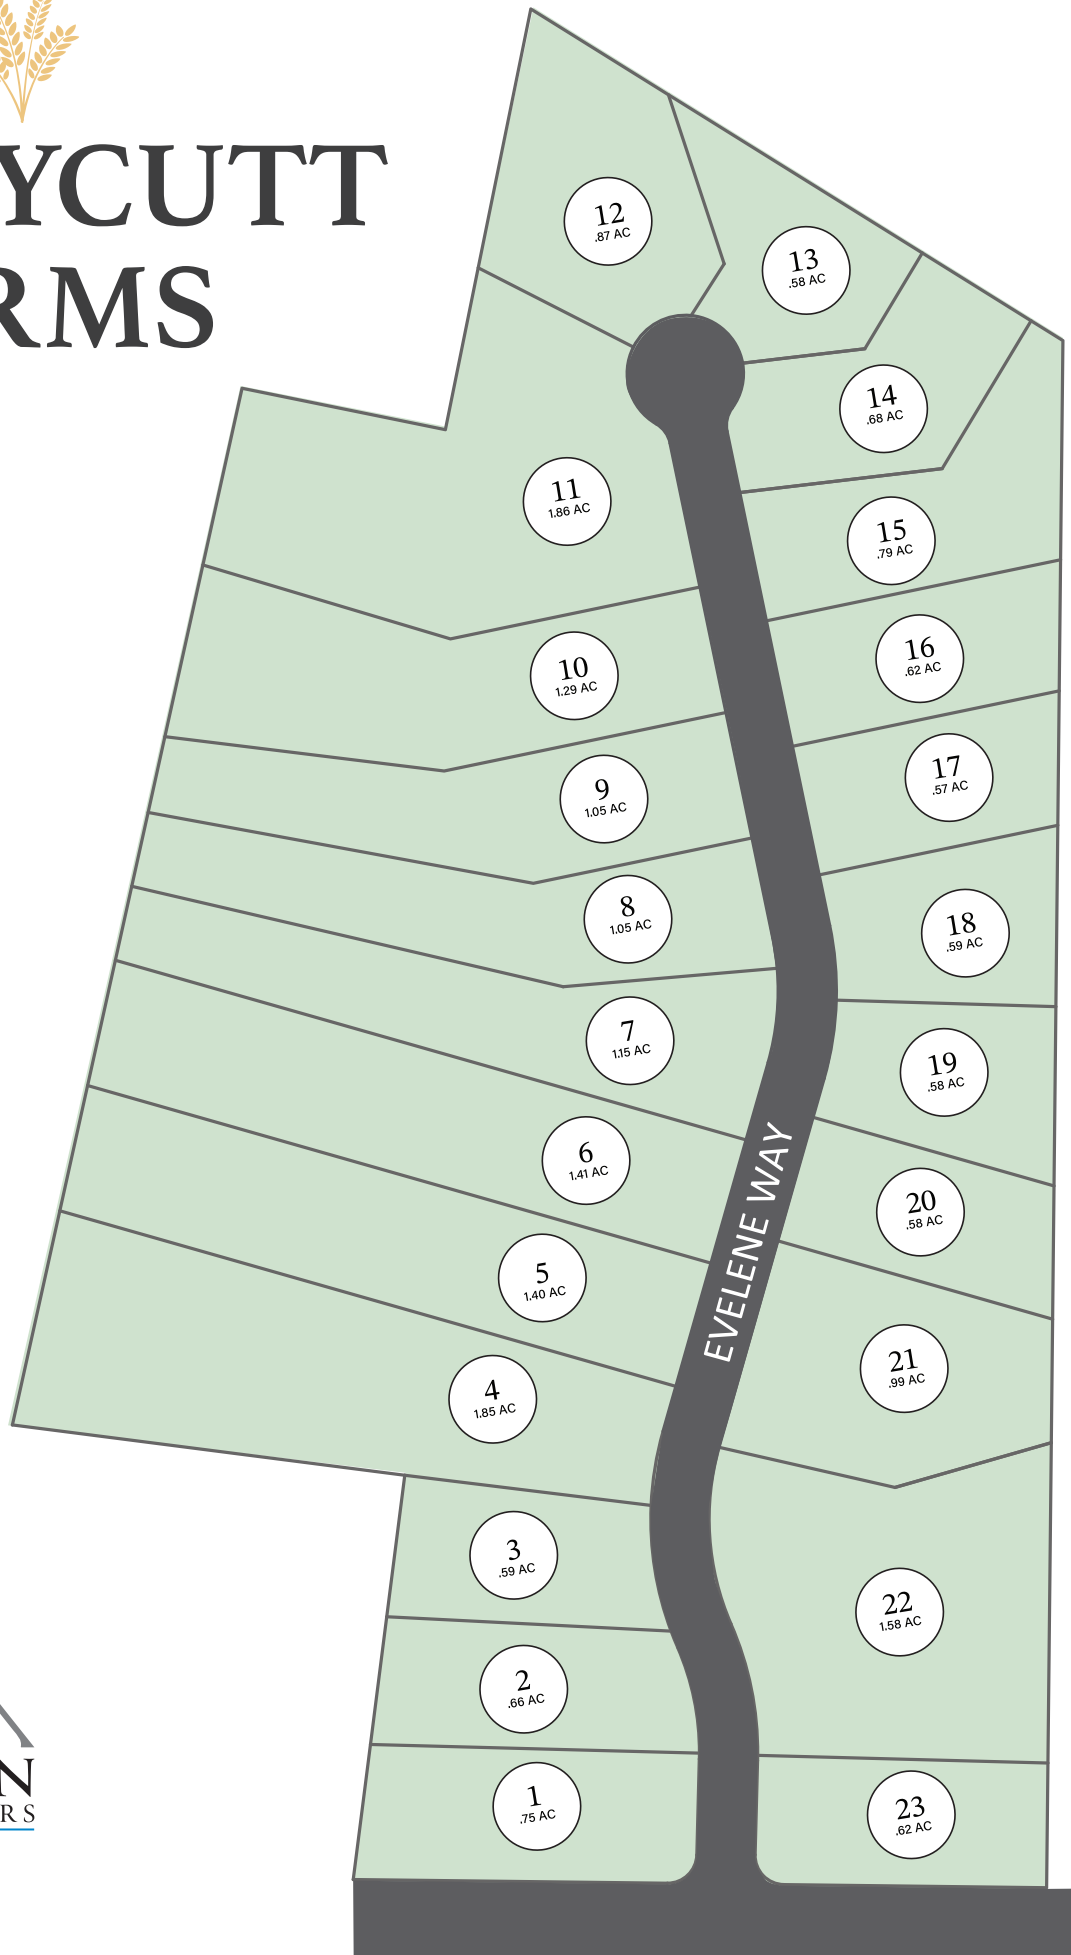 YCUTT
RMS
12
.87 AC
13
.58 AC
14
.68 AC
11
1.86 AC
15
.79 AC
16
.62 AC
10
1.29 AC
17
.57 AC
9
1.05 AC
8
1.05 AC
18
.59 AC
7
1.15 AC
19
.58 AC
6
1.41 AC
20
.58 AC
EVELENE WAY
5
1.40 AC
21
.99 AC
4
1.85 AC
3
.59 AC
22
1.58 AC
2
.66 AC
N
RS
1
.75 AC
23
.62 AC